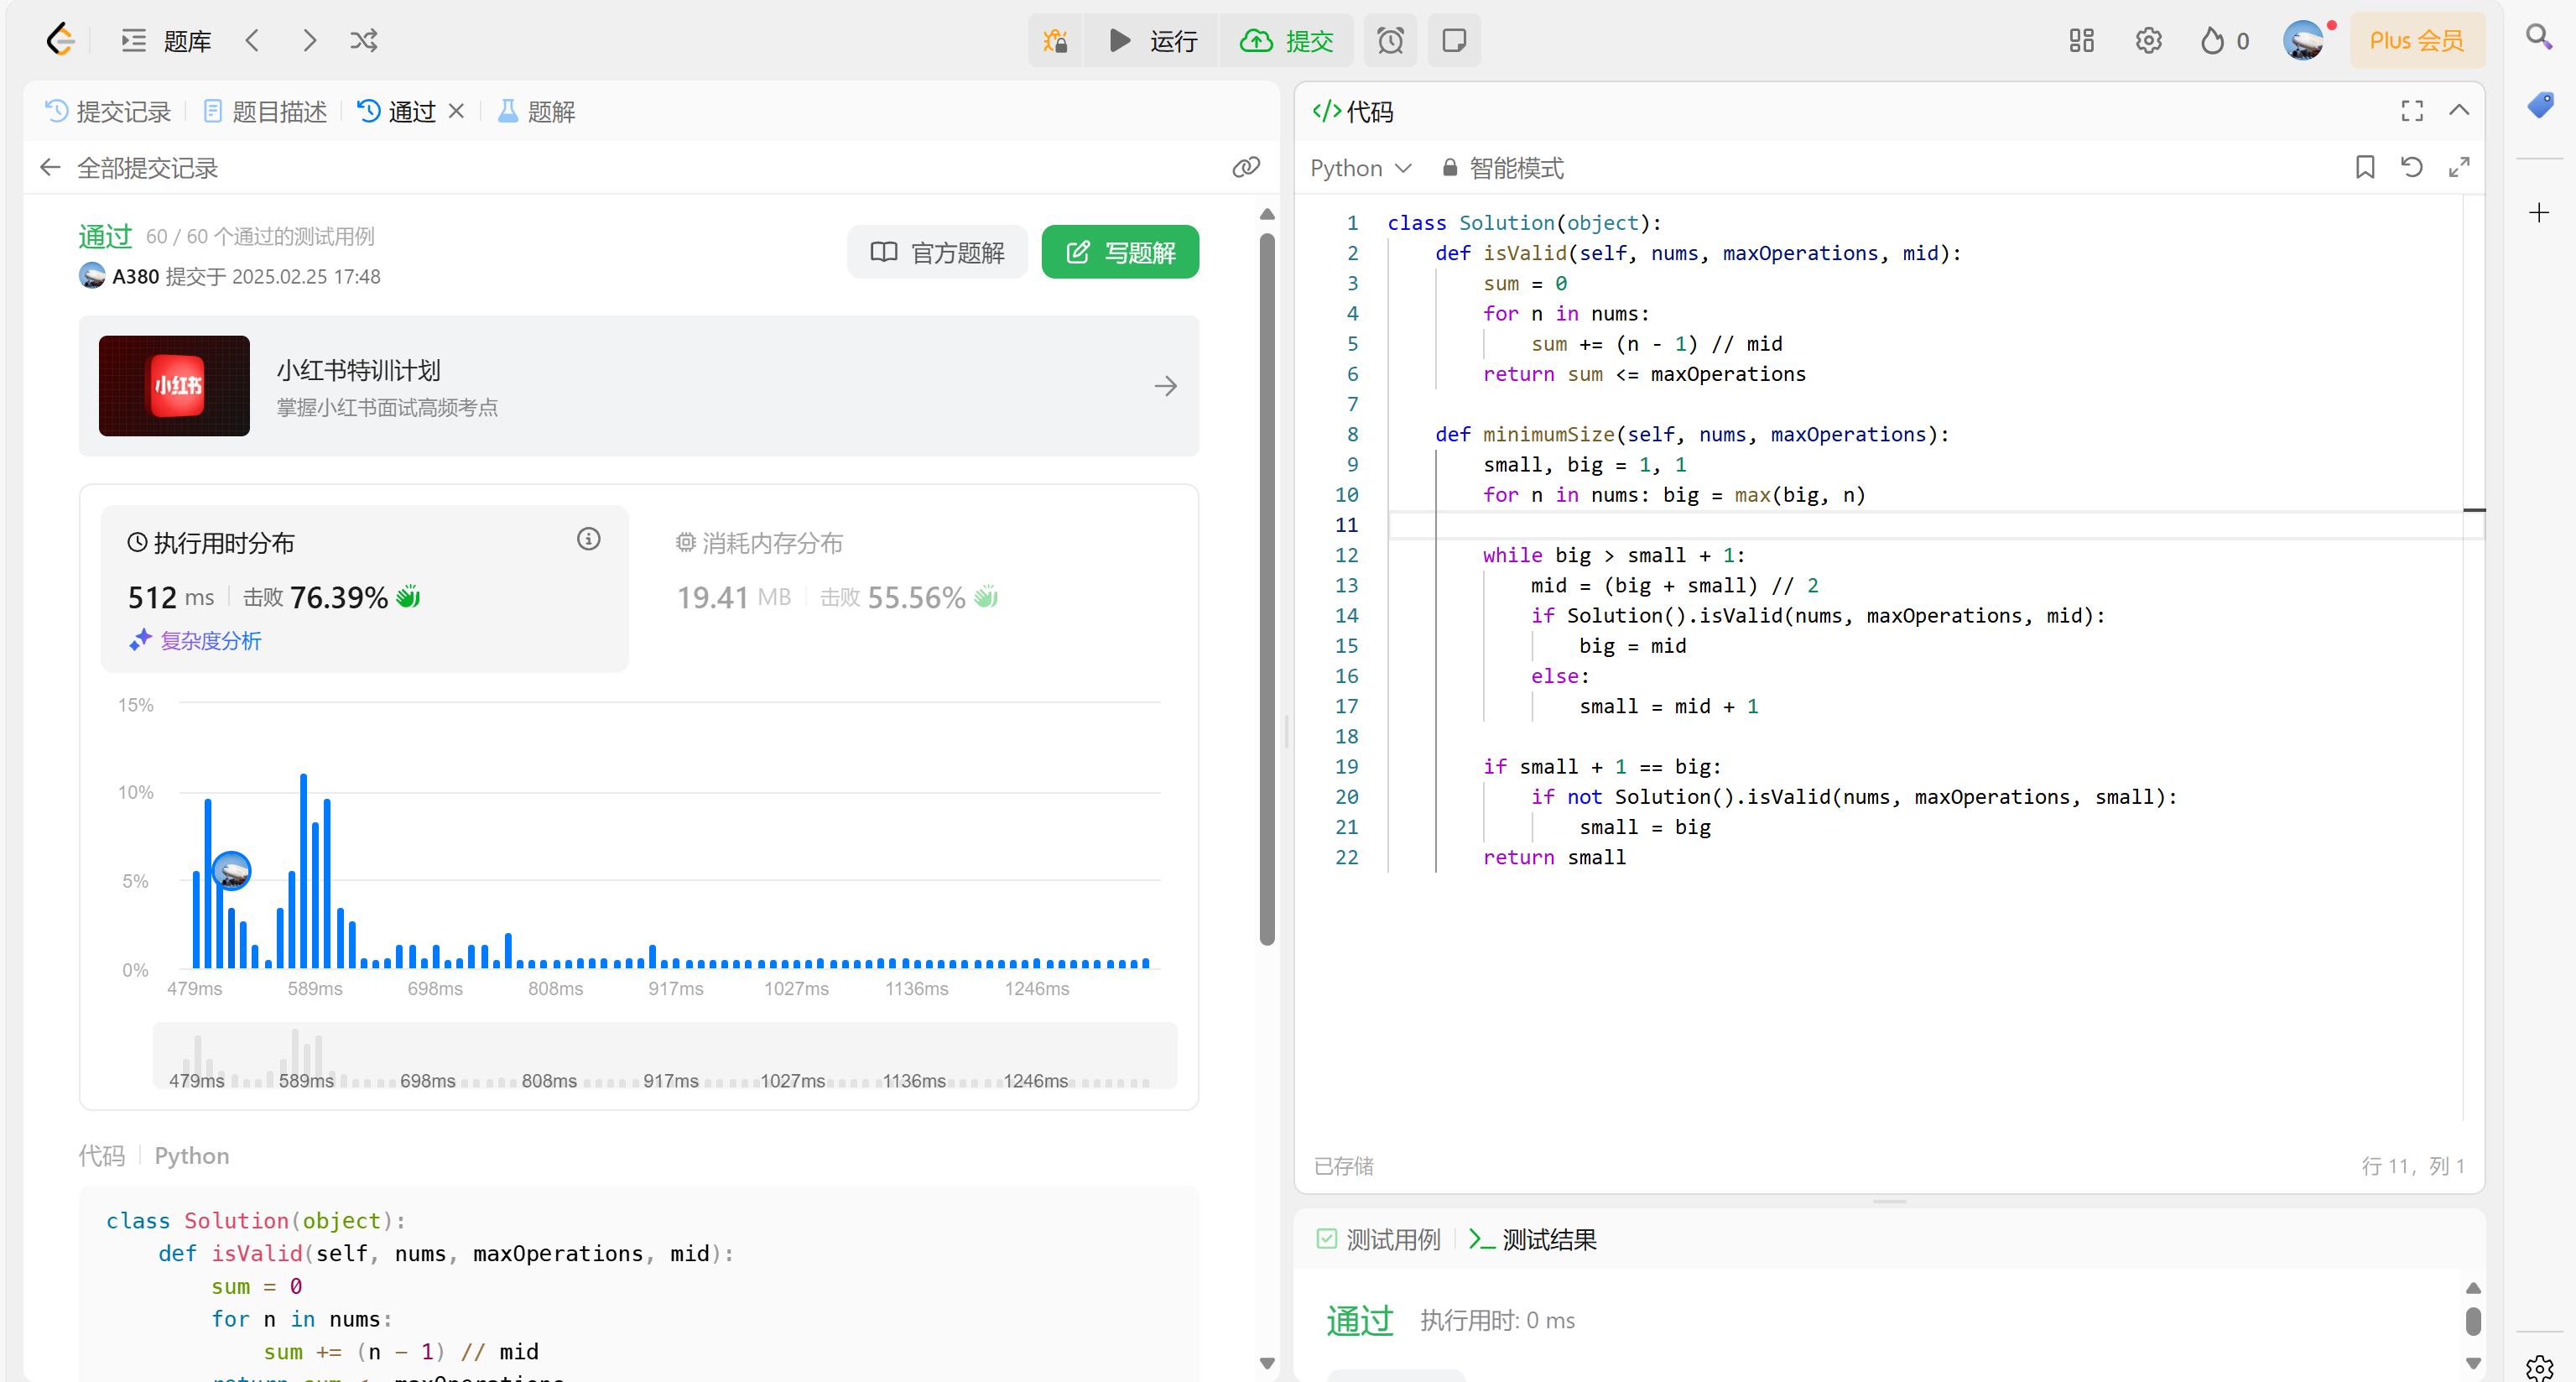 题库
运行
提交
0
Plus 会员
提交记录
题目描述
通过
题解
全部提交记录
通过 60 / 60 个通过的测试用例
A380 提交于 2025.02.25 17:48
官方题解
写题解
小红书
小红书特训计划
掌握小红书面试高频考点
执行用时分布
512 ms 击败 76.39%
复杂度分析
消耗内存分布
19.41 MB 击败 55.56%
15%
10%
5%
0%
479ms 589ms 698ms 808ms 917ms 1027ms 1136ms 1246ms
479ms 589ms 698ms 808ms 917ms 1027ms 1136ms 1246ms
代码 Python
class Solution(object):
    def isValid(self, nums, maxOperations, mid):
        sum = 0
        for n in nums:
            sum += (n - 1) // mid
        return sum <= maxOperations
</> 代码
Python 智能模式
1 class Solution(object):
2     def isValid(self, nums, maxOperations, mid):
3         sum = 0
4         for n in nums:
5             sum += (n - 1) // mid
6         return sum <= maxOperations
7
8     def minimumSize(self, nums, maxOperations):
9         small, big = 1, 1
10         for n in nums: big = max(big, n)
11
12         while big > small + 1:
13             mid = (big + small) // 2
14             if Solution().isValid(nums, maxOperations, mid):
15                 big = mid
16             else:
17                 small = mid + 1
18
19         if small + 1 == big:
20             if not Solution().isValid(nums, maxOperations, small):
21                 small = big
22         return small
已存储
行 11, 列 1
测试用例
测试结果
通过 执行用时: 0 ms